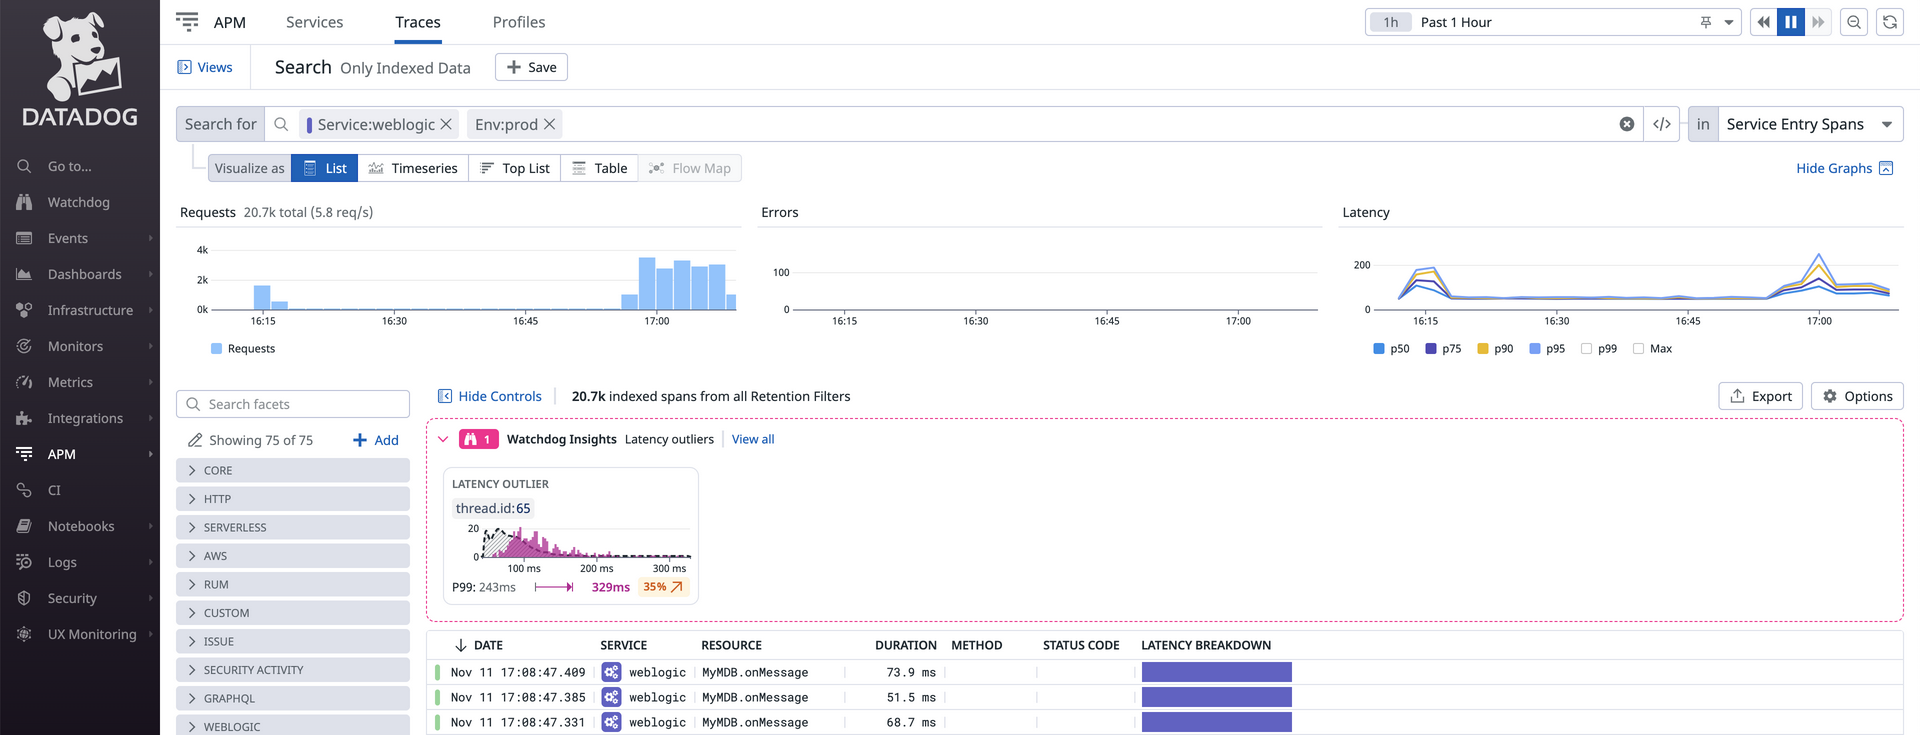 APM
Services
Traces
Profiles
1h Past 1 Hour
DATADOG
Views
Search Only Indexed Data
Save
Search for
Service:weblogic
Env:prod
</>
in Service Entry Spans
Visualize as
List
Timeseries
Top List
Table
Flow Map
Hide Graphs
Go to...
Watchdog
Events
Dashboards
Infrastructure
Monitors
Metrics
Integrations
APM
CI
Notebooks
Logs
Security
UX Monitoring
Requests 20.7k total (5.8 req/s)
4k
2k
0k
16:15 16:30 16:45 17:00
Requests
Errors
100
0
16:15 16:30 16:45 17:00
Latency
200
0
16:15 16:30 16:45 17:00
p50 p75 p90 p95 p99 Max
Search facets
Showing 75 of 75
Add
CORE
HTTP
SERVERLESS
AWS
RUM
CUSTOM
ISSUE
SECURITY ACTIVITY
GRAPHQL
WEBLOGIC
Hide Controls
20.7k indexed spans from all Retention Filters
Export
Options
1 Watchdog Insights Latency outliers View all
LATENCY OUTLIER
thread.id:65
20
0
100 ms 200 ms 300 ms
P99: 243ms 329ms 35%
DATE SERVICE RESOURCE DURATION METHOD STATUS CODE LATENCY BREAKDOWN
Nov 11 17:08:47.409 weblogic MyMDB.onMessage 73.9 ms
Nov 11 17:08:47.385 weblogic MyMDB.onMessage 51.5 ms
Nov 11 17:08:47.331 weblogic MyMDB.onMessage 68.7 ms